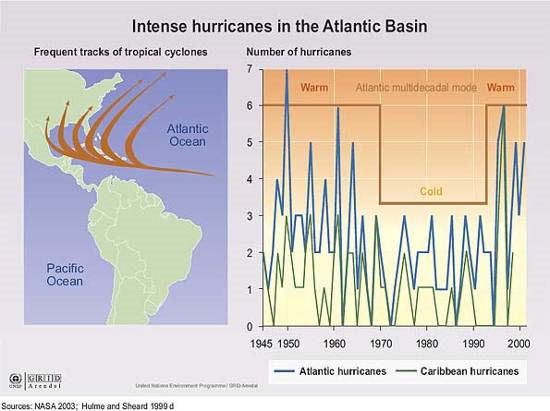 Intense hurricanes in the Atlantic Basin
Frequent tracks of tropical cyclones
Atlantic
Ocean
Pacific
Ocean
Number of hurricanes
7
6
5
4
3
2
1
0
Warm
Atlantic multidecadal mode
Warm
Cold
1945 1950 1960 1970 1980 1990 2000
Atlantic hurricanes
Caribbean hurricanes
UNEP
GRID
Arendal
United Nations Environment Programme/ GRID-Arendal
Sources: NASA 2003; Hulme and Sheard 1999 d